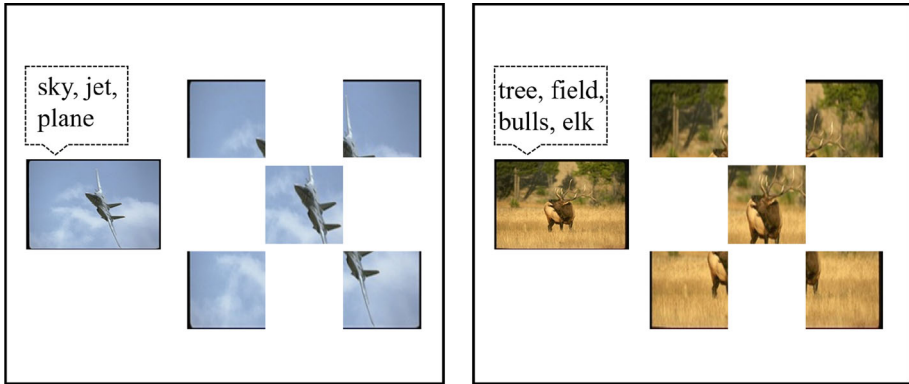 sky, jet,
plane
tree, field,
bulls, elk